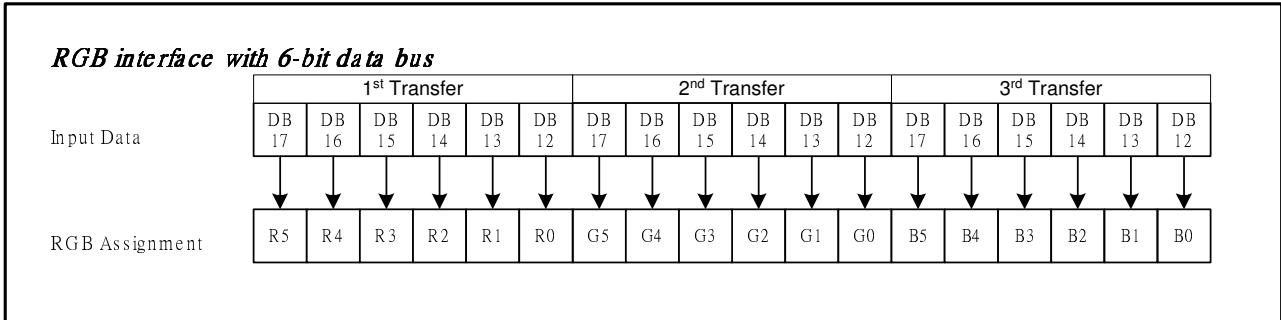 RGB interface with 6-bit data bus
1st Transfer 2nd Transfer 3rd Transfer
Input Data DB 17 DB 16 DB 15 DB 14 DB 13 DB 12 DB 17 DB 16 DB 15 DB 14 DB 13 DB 12 DB 17 DB 16 DB 15 DB 14 DB 13 DB 12
RGB Assignment R5 R4 R3 R2 R1 R0 G5 G4 G3 G2 G1 G0 B5 B4 B3 B2 B1 B0